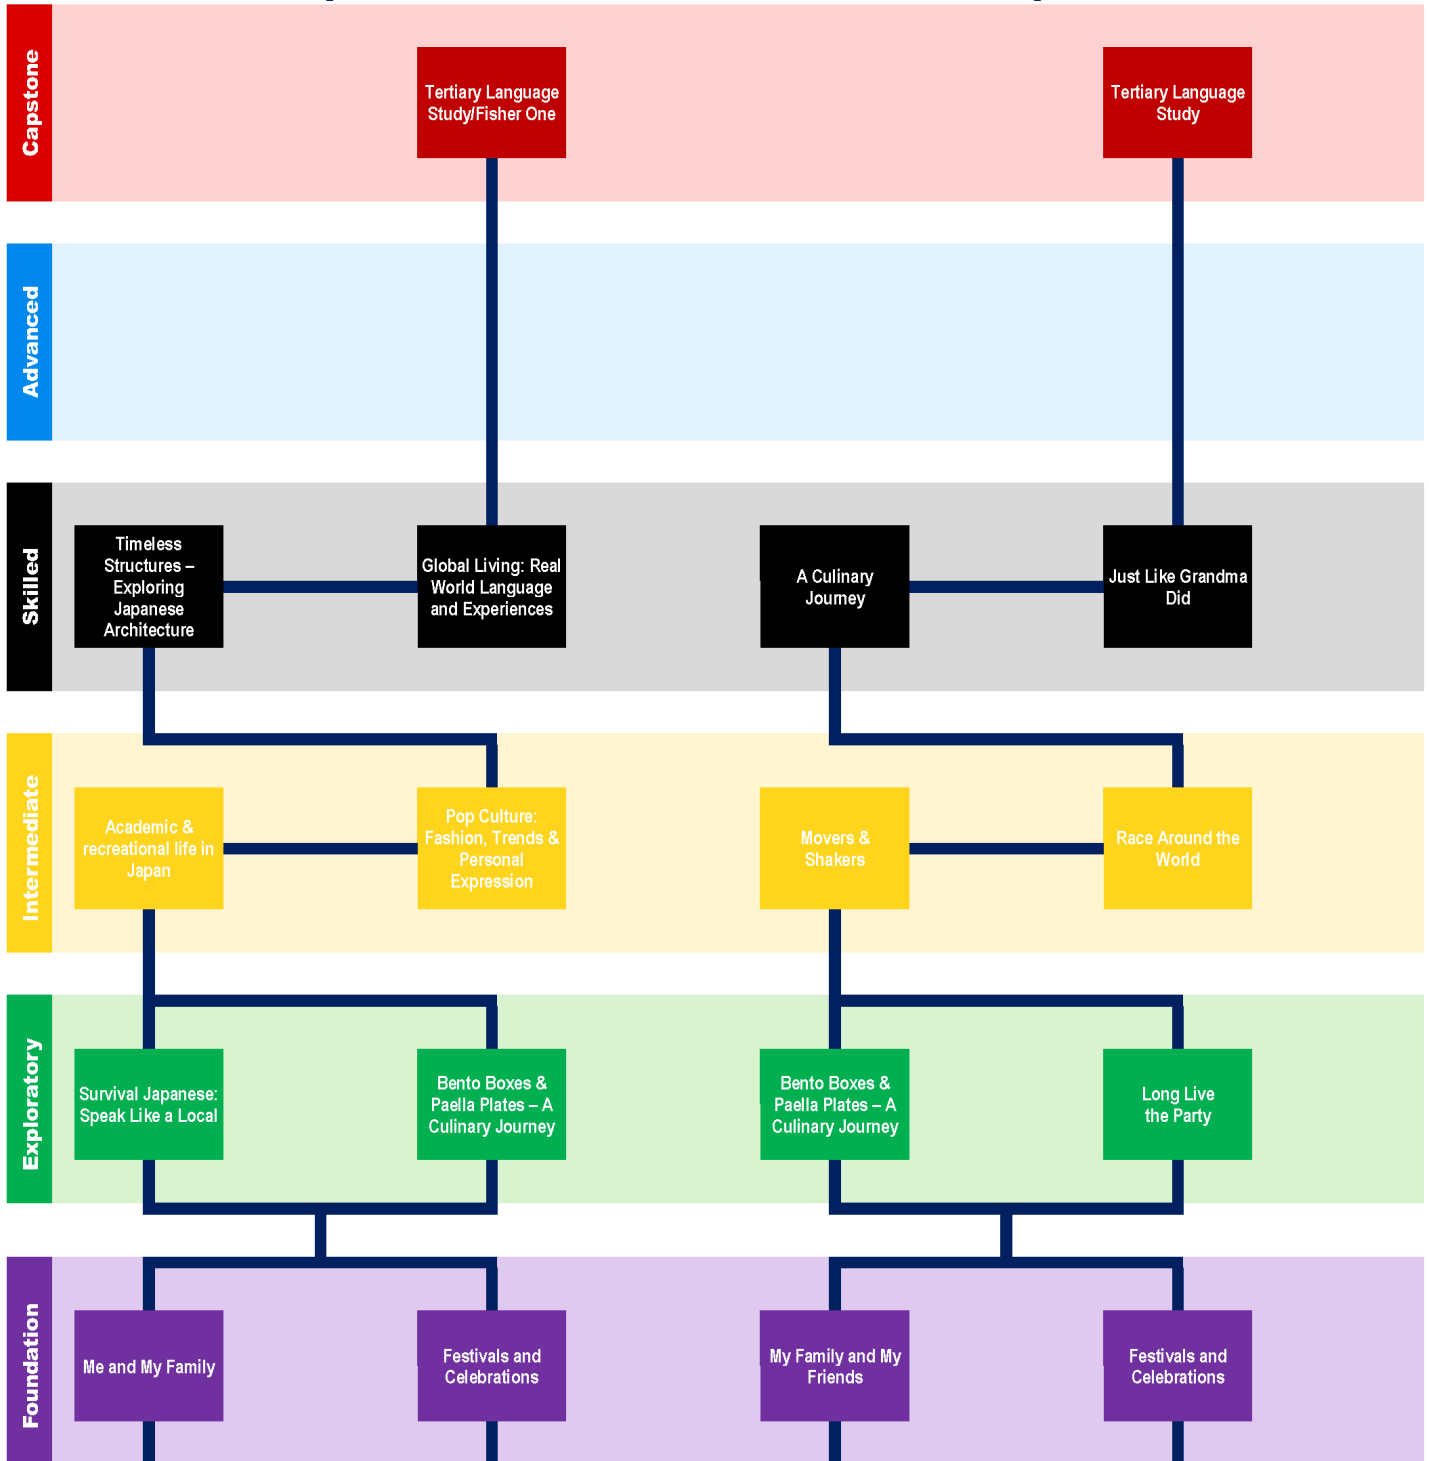 Capstone
Tertiary Language
Study/Fisher One
Tertiary Language
Study
Advanced
Skilled
Timeless
Structures –
Exploring
Japanese
Architecture
Global Living: Real
World Language
and Experiences
A Culinary
Journey
Just Like Grandma
Did
Intermediate
Academic &
recreational life in
Japan
Pop Culture:
Fashion, Trends &
Personal
Expression
Movers &
Shakers
Race Around the
World
Exploratory
Survival Japanese:
Speak Like a Local
Bento Boxes &
Paella Plates – A
Culinary Journey
Bento Boxes &
Paella Plates – A
Culinary Journey
Long Live
the Party
Foundation
Me and My Family
Festivals and
Celebrations
My Family and My
Friends
Festivals and
Celebrations